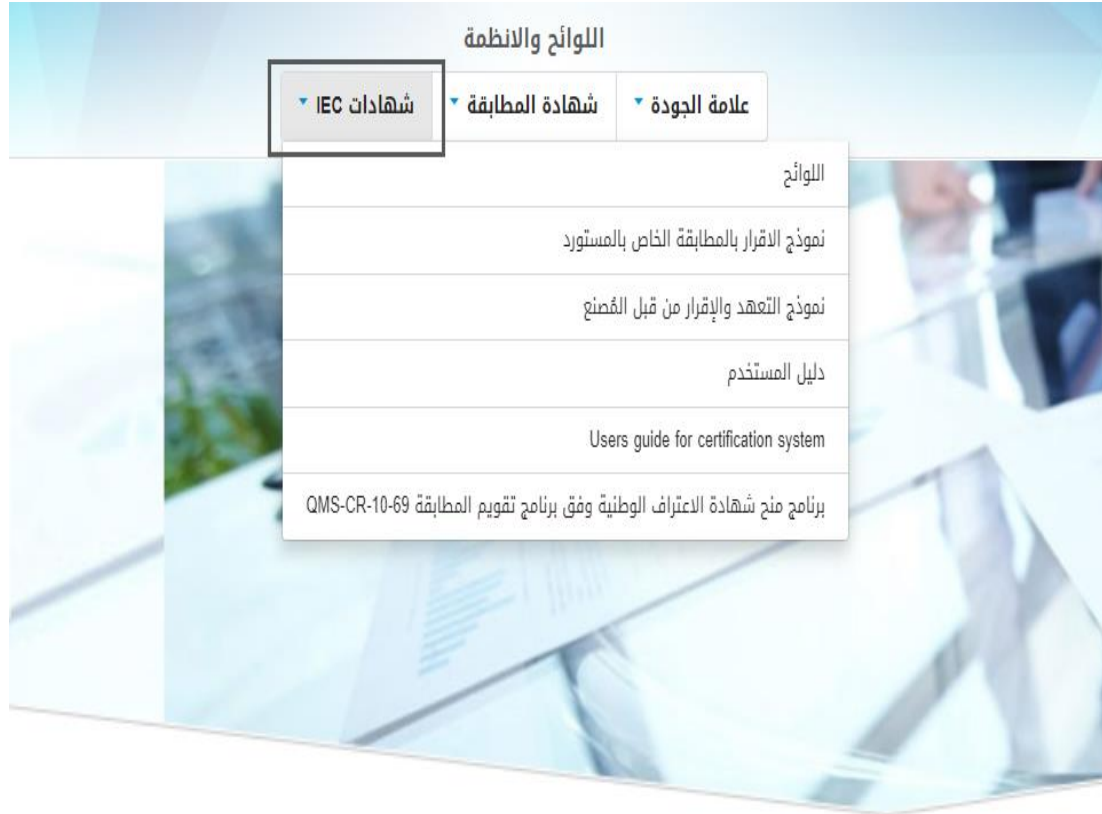 اللوائح والانظمة
علامة الجودة شهادة المطابقة شهادات IEC
اللوائح
نموذج الاقرار بالمطابقة الخاص بالمستورد
نموذج التعهد والإقرار من قبل المُصنع
دليل المستخدم
Users guide for certification system
برنامج منح شهادة الاعتراف الوطنية وفق برنامج تقويم المطابقة QMS-CR-10-69